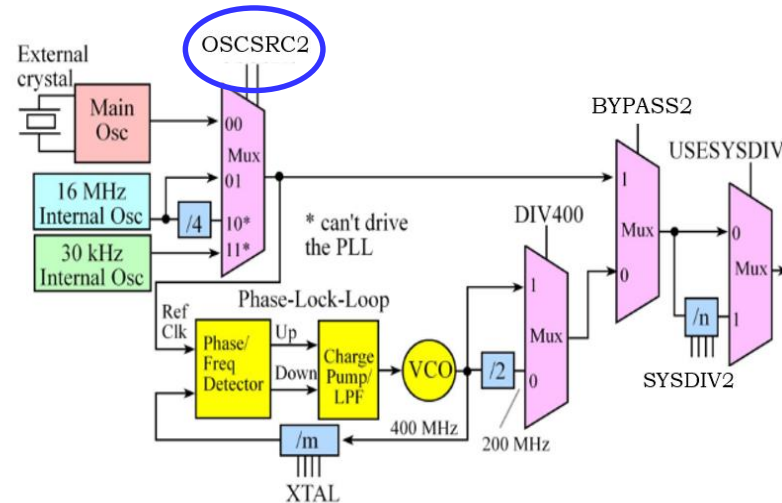 OSCSRC2
External
crystal
Main
Osc
00
Mux
01
10*
11*
16 MHz
Internal Osc
/4
30 kHz
Internal Osc
* can't drive
the PLL
BYPASS2
1
Mux
0
USESYSDIV
0
Mux
1
/n
SYSDIV2
DIV400
1
Mux
0
Phase-Lock-Loop
Ref
Clk
Phase/
Freq
Detector
Up
Down
Charge
Pump/
LPF
VCO
/2
200 MHz
400 MHz
/m
XTAL